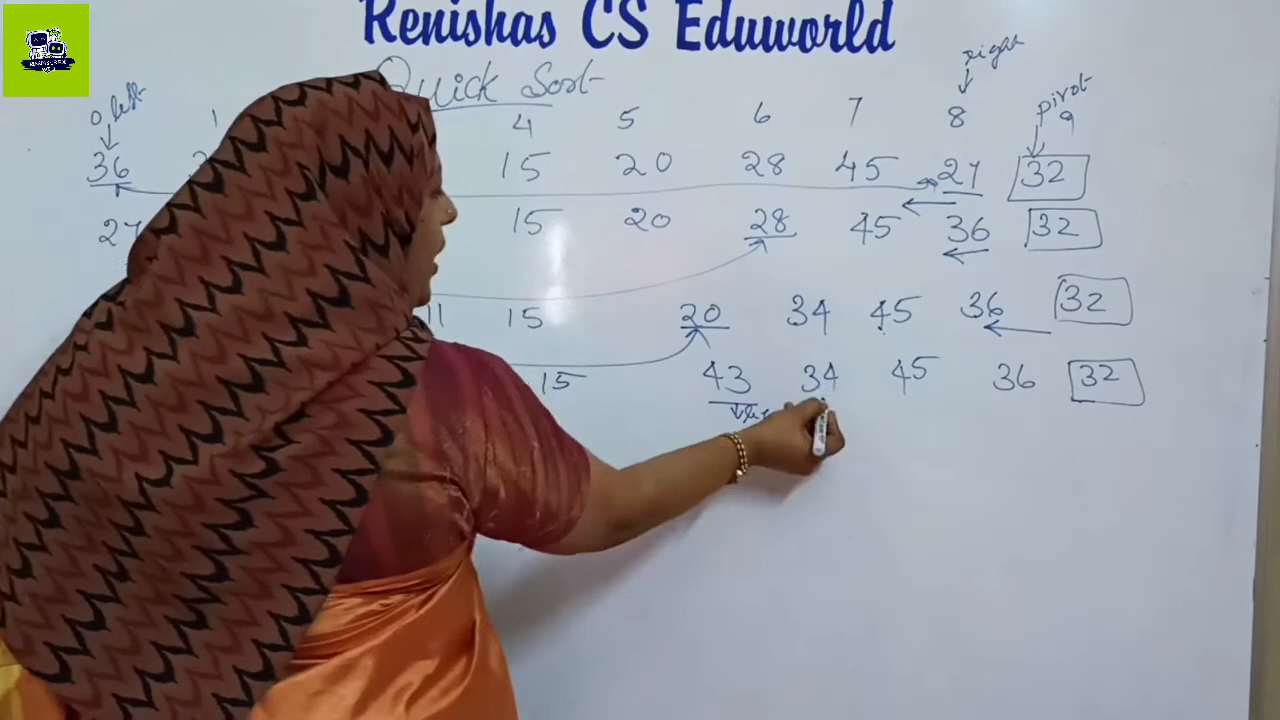 Renishas CS Eduworld
Quick Sort
right
0 left 1 4 5 6 7 8 pivot 9
36 15 20 28 45 27 32
27 15 20 28 45 36 32
11 15 20 34 45 36 32
15 43 34 45 36 32